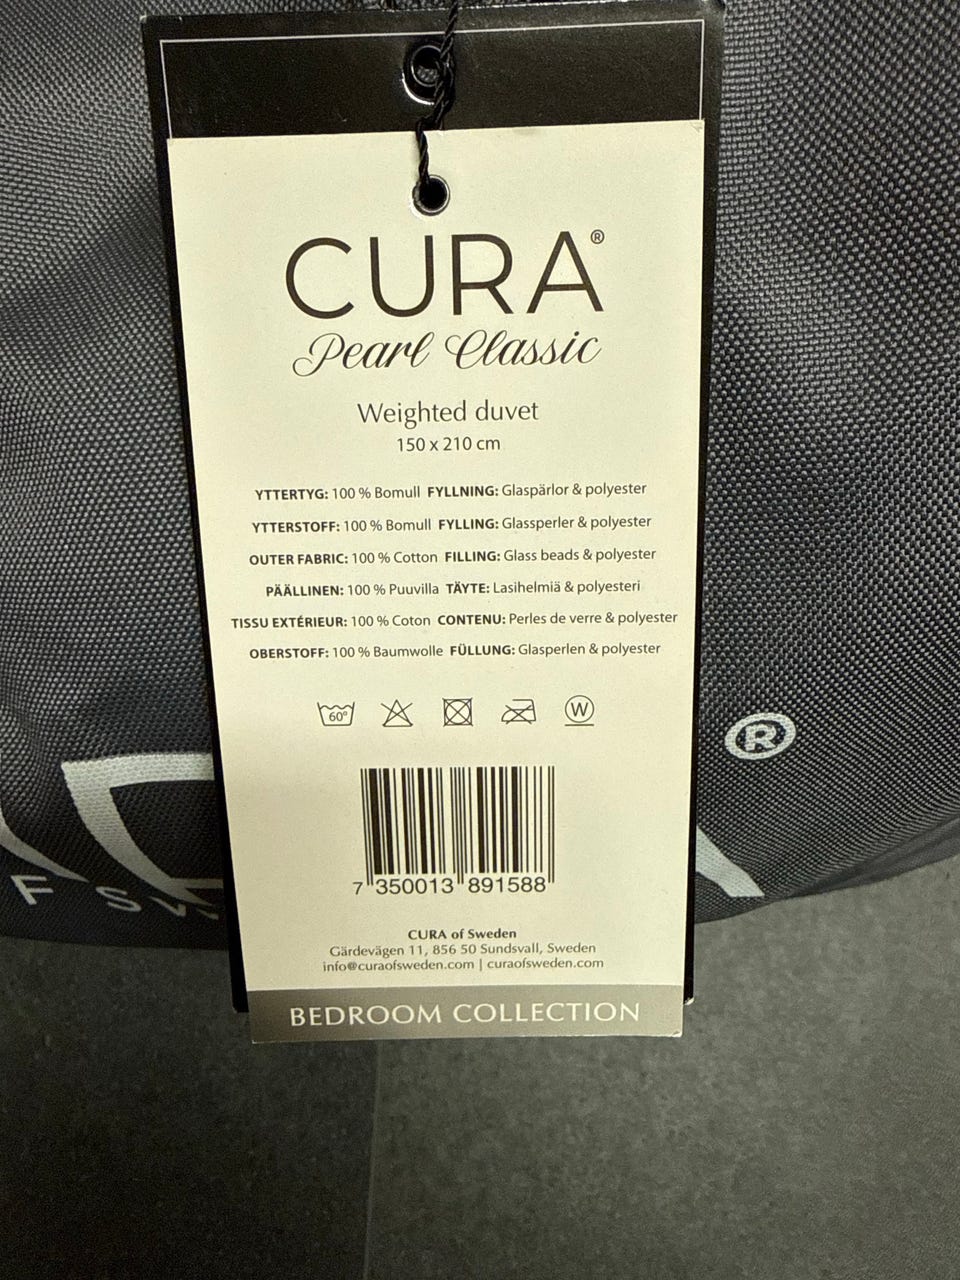 CURA®
Pearl Classic
Weighted duvet
150 x 210 cm
YTTERTYG: 100 % Bomull FYLLNING: Glaspärlor & polyester
YTTERSTOFF: 100 % Bomull FYLLING: Glassperler & polyester
OUTER FABRIC: 100 % Cotton FILLING: Glass beads & polyester
PÄÄLLINEN: 100 % Puuvilla TÄYTE: Lasihelmiä & polyesteri
TISSU EXTÉRIEUR: 100 % Coton CONTENU: Perles de verre & polyester
OBERSTOFF: 100 % Baumwolle FÜLLUNG: Glasperlen & polyester
60° W
®
7 350013 891588
F SW
CURA of Sweden
Gärdevägen 11, 856 50 Sundsvall, Sweden
info@curaofsweden.com | curaofsweden.com
BEDROOM COLLECTION